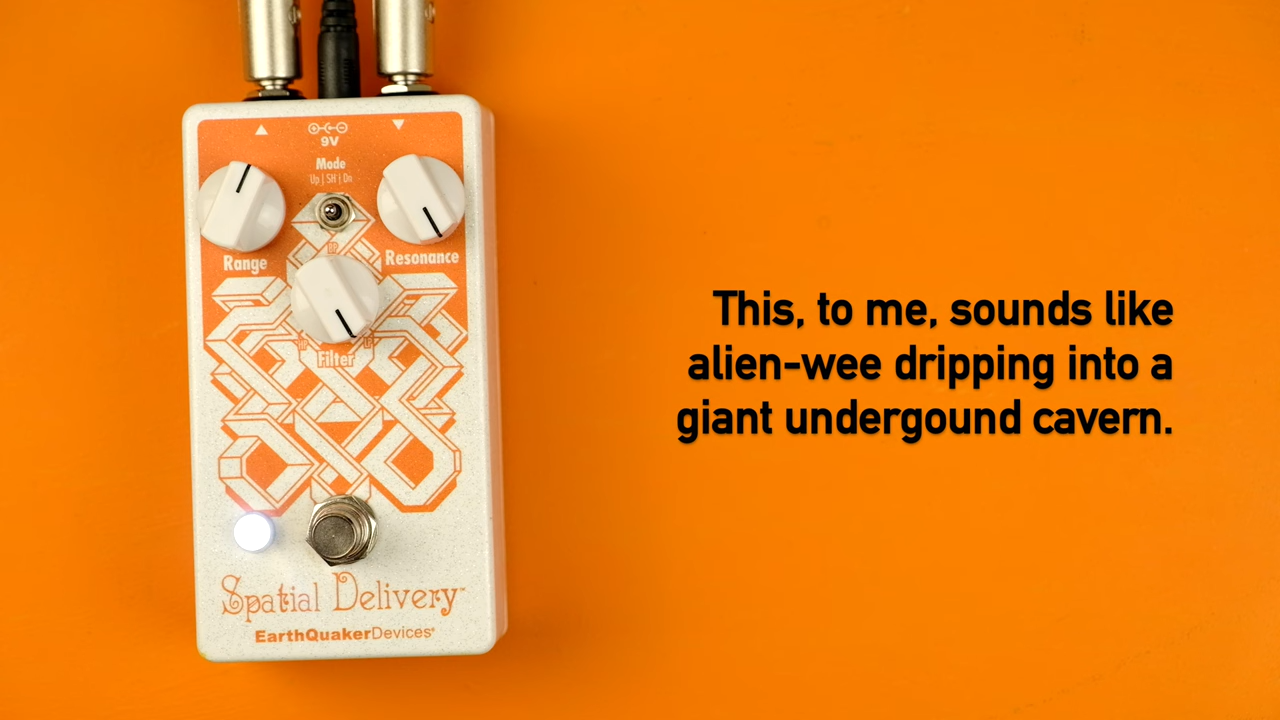 9V
Mode
Up | SH | Dn
Range
Resonance
Filter
Spatial Delivery™
EarthQuakerDevices®
This, to me, sounds like
alien-wee dripping into a
giant undergound cavern.